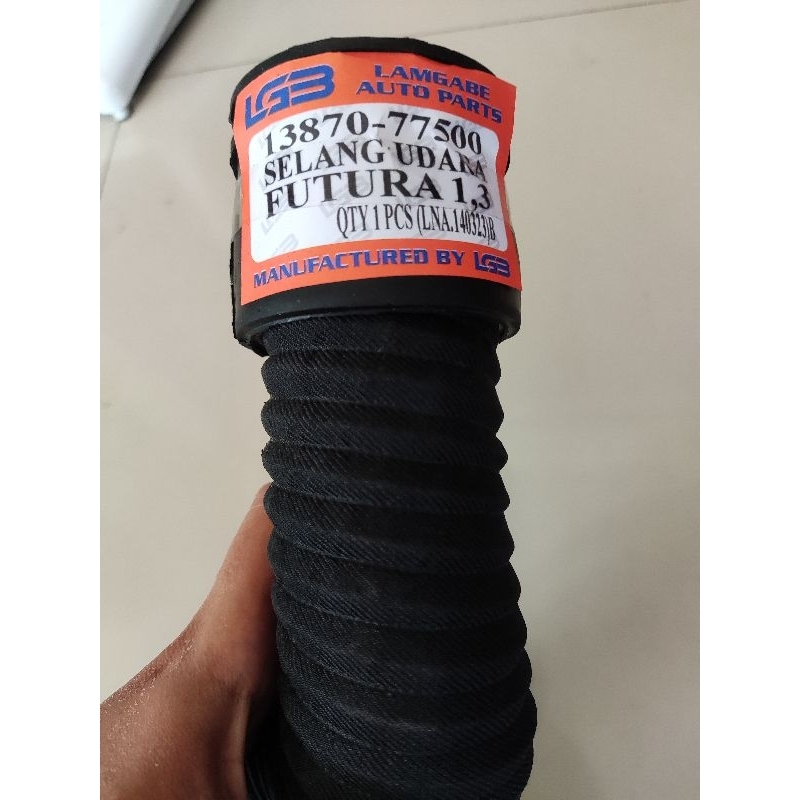 LGB LAMGABE
AUTO PARTS
13870-77500
SELANG UDARA
FUTURA 1,3
QTY 1 PCS (LNA.140323)B
MANUFACTURED BY LGB